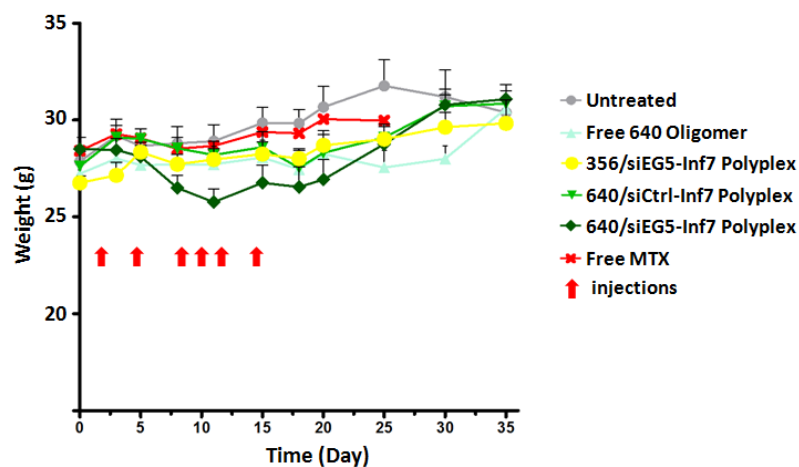 35
30
25
20
Weight (g)
0
5
10
15
20
25
30
35
Time (Day)
Untreated
Free 640 Oligomer
356/siEG5-Inf7 Polyplex
640/siCtrl-Inf7 Polyplex
640/siEG5-Inf7 Polyplex
Free MTX
injections